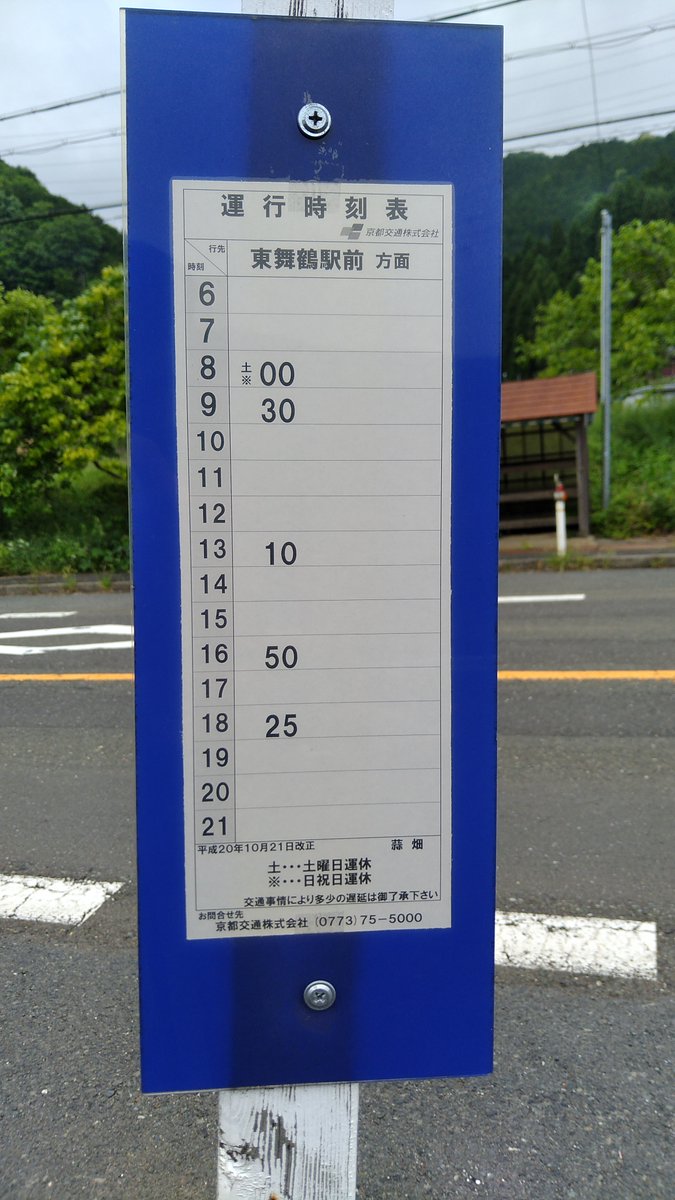 運行時刻表
京都交通株式会社
行先
時刻
東舞鶴駅前 方面
6
7
8 土 ※ 00
9 30
10
11
12
13 10
14
15
16 50
17
18 25
19
20
21
平成20年10月21日改正 蒜畑
土・・・土曜日運休
※・・・日祝日運休
交通事情により多少の遅延は御了承下さい
お問合せ先
京都交通株式会社 (0773)75-5000